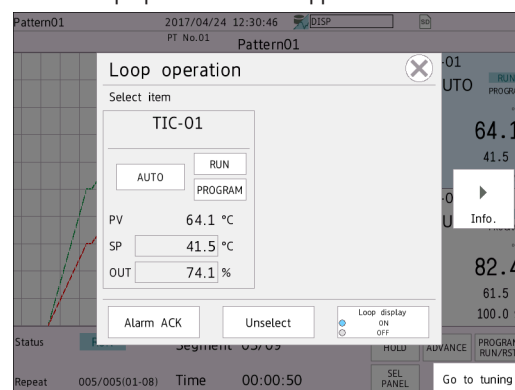 Pattern01 2017/04/24 12:30:46 DISP
PT No.01 Pattern01
Loop operation
Select item
TIC-01
AUTO
RUN
PROGRAM
PV 64.1 °C
SP 41.5 °C
OUT 74.1 %
Alarm ACK
Unselect
Loop display
ON
OFF
-01
UTO
64.1
41.5
Info.
82.4
61.5
100.0
Status
Segment 05/09
HOLD
ADVANCE
PROGRAM
RUN/RST
Repeat 005/005(01-08) Time 00:00:50
SEL
PANEL
Go to tuning